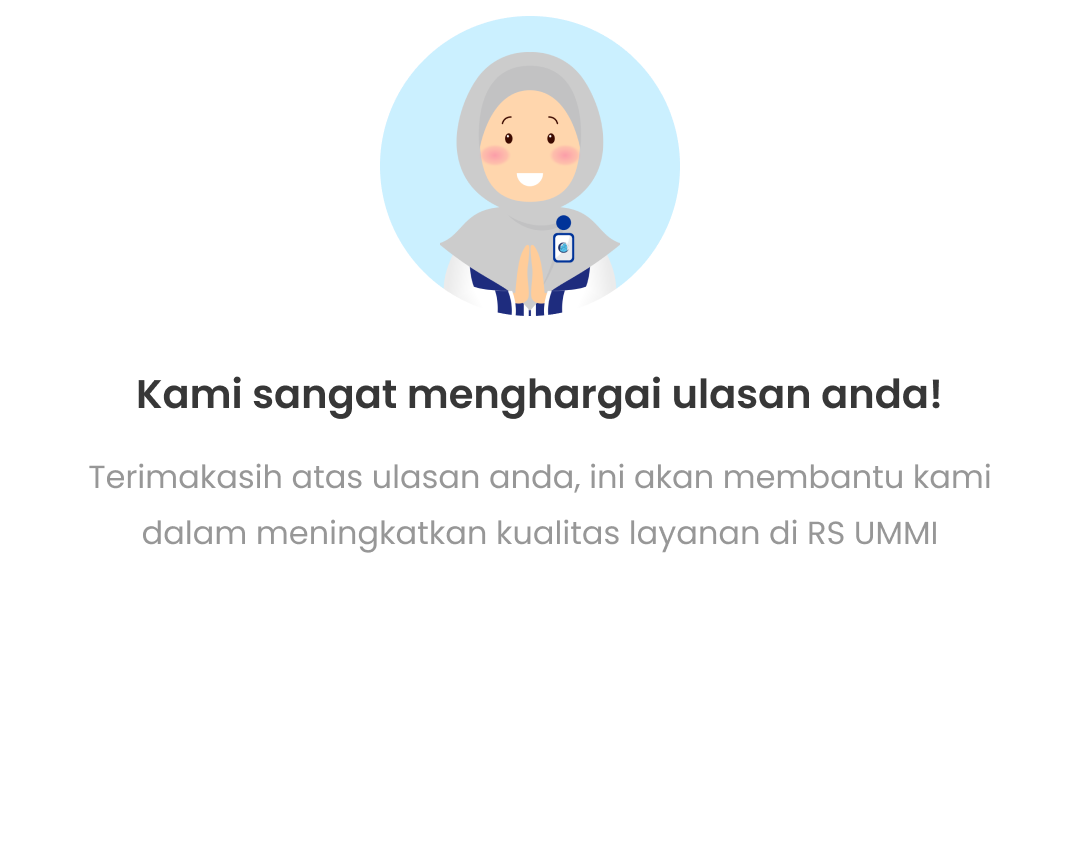 Kami sangat menghargai ulasan anda!
Terimakasih atas ulasan anda, ini akan membantu kami
dalam meningkatkan kualitas layanan di RS UMMI